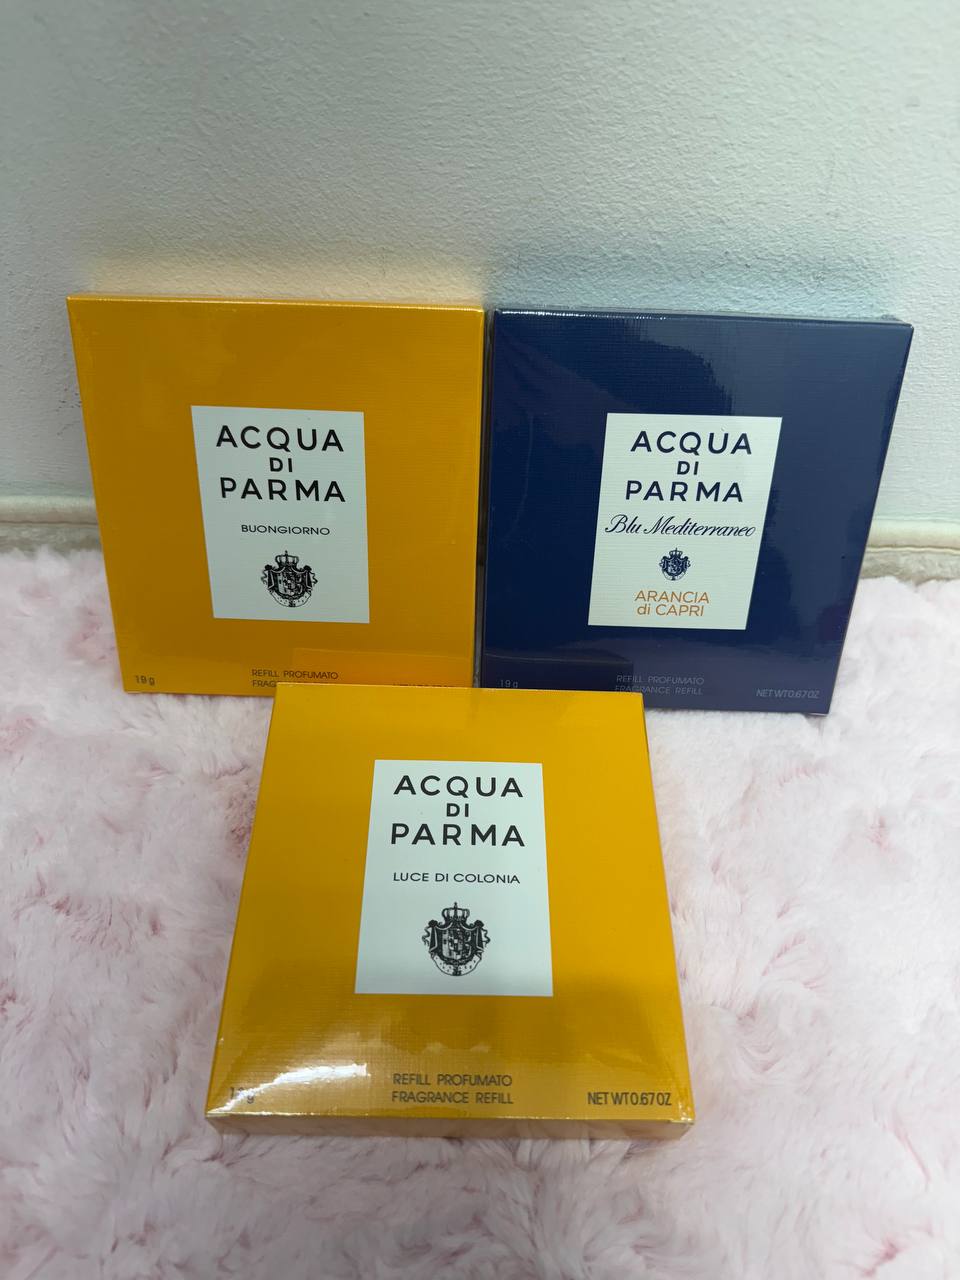 ACQUA
DI
PARMA
BUONGIORNO
19 g
REFILL PROFUMATO
ACQUA
DI
PARMA
Blu Mediterraneo
ARANCIA
di CAPRI
19 g
REFILL PROFUMATO
FRAGRANCE REFILL
NET WT 0.67 OZ
ACQUA
DI
PARMA
LUCE DI COLONIA
19 g
REFILL PROFUMATO
FRAGRANCE REFILL
NET WT 0.67 OZ